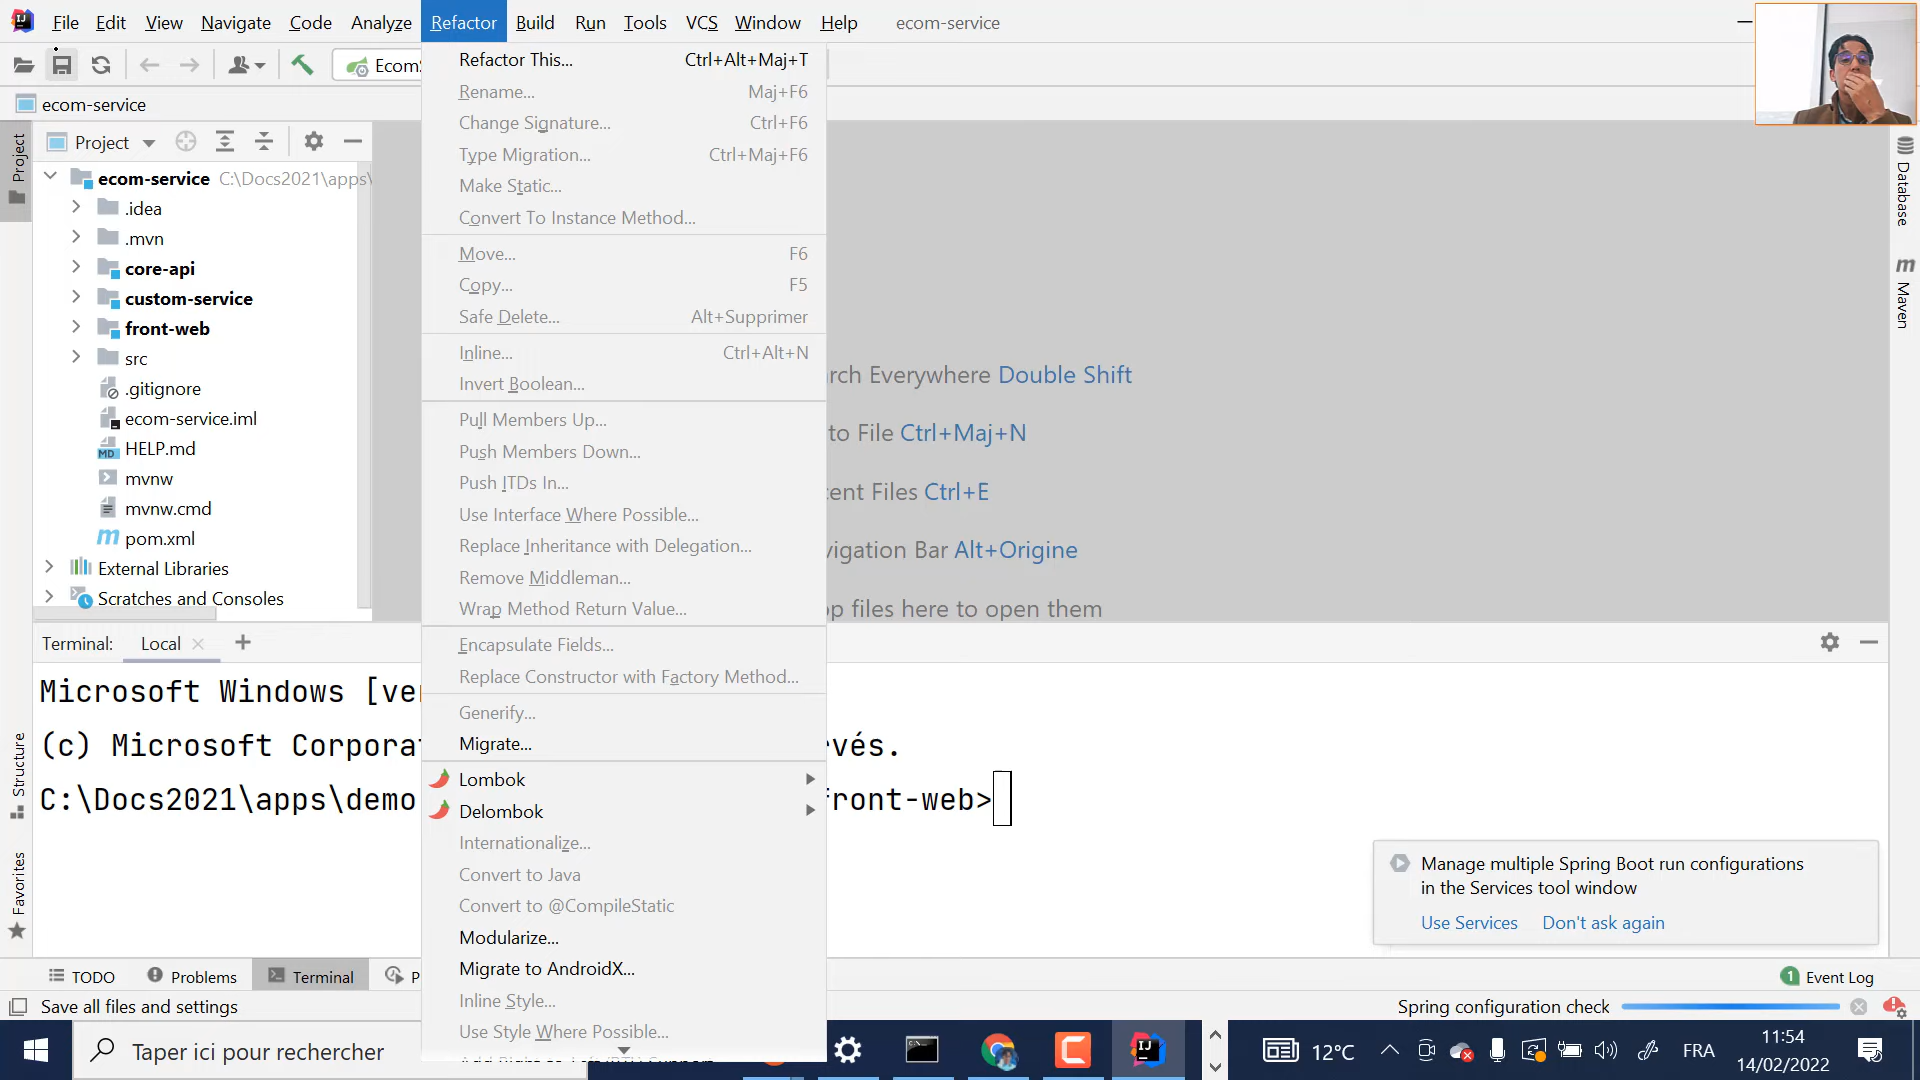 File Edit View Navigate Code Analyze Refactor Build Run Tools VCS Window Help ecom-service
Ecom
ecom-service
Project
ecom-service C:\Docs2021\apps\
.idea
.mvn
core-api
custom-service
front-web
src
.gitignore
ecom-service.iml
HELP.md
mvnw
mvnw.cmd
pom.xml
External Libraries
Scratches and Consoles
Project
Structure
Favorites
Refactor This... Ctrl+Alt+Maj+T
Rename... Maj+F6
Change Signature... Ctrl+F6
Type Migration... Ctrl+Maj+F6
Make Static...
Convert To Instance Method...
Move... F6
Copy... F5
Safe Delete... Alt+Supprimer
Inline... Ctrl+Alt+N
Invert Boolean...
Pull Members Up...
Push Members Down...
Push ITDs In...
Use Interface Where Possible...
Replace Inheritance with Delegation...
Remove Middleman...
Wrap Method Return Value...
Encapsulate Fields...
Replace Constructor with Factory Method...
Generify...
Migrate...
Lombok
Delombok
Internationalize...
Convert to Java
Convert to @CompileStatic
Modularize...
Migrate to AndroidX...
Inline Style...
Use Style Where Possible...
rch Everywhere Double Shift
to File Ctrl+Maj+N
ent Files Ctrl+E
vigation Bar Alt+Origine
op files here to open them
Database
Maven
Terminal: Local
Microsoft Windows [ve
(c) Microsoft Corpora vés.
C:\Docs2021\apps\demo front-web>
Manage multiple Spring Boot run configurations
in the Services tool window
Use Services Don't ask again
TODO Problems Terminal P
1 Event Log
Save all files and settings
Spring configuration check
Taper ici pour rechercher
12°C
FRA
11:54
14/02/2022